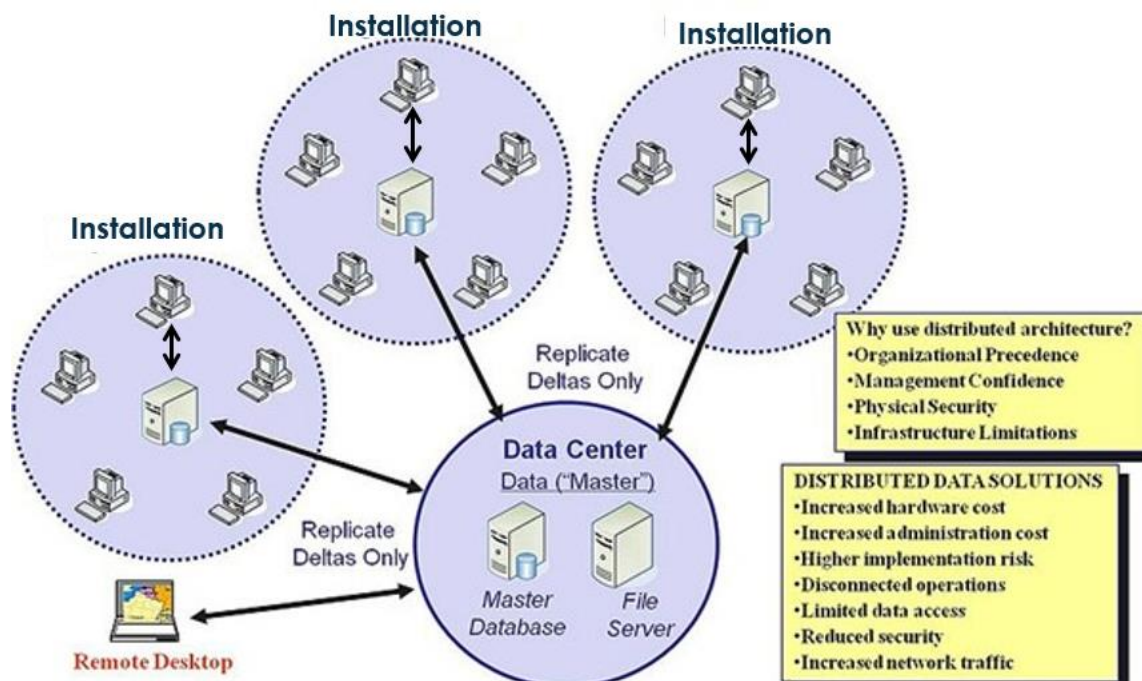 Installation
Installation
Installation
Replicate
Deltas Only
Data Center
Data ("Master")
Master
Database
File
Server
Replicate
Deltas Only
Remote Desktop
Why use distributed architecture?
•Organizational Precedence
•Management Confidence
•Physical Security
•Infrastructure Limitations
DISTRIBUTED DATA SOLUTIONS
•Increased hardware cost
•Increased administration cost
•Higher implementation risk
•Disconnected operations
•Limited data access
•Reduced security
•Increased network traffic